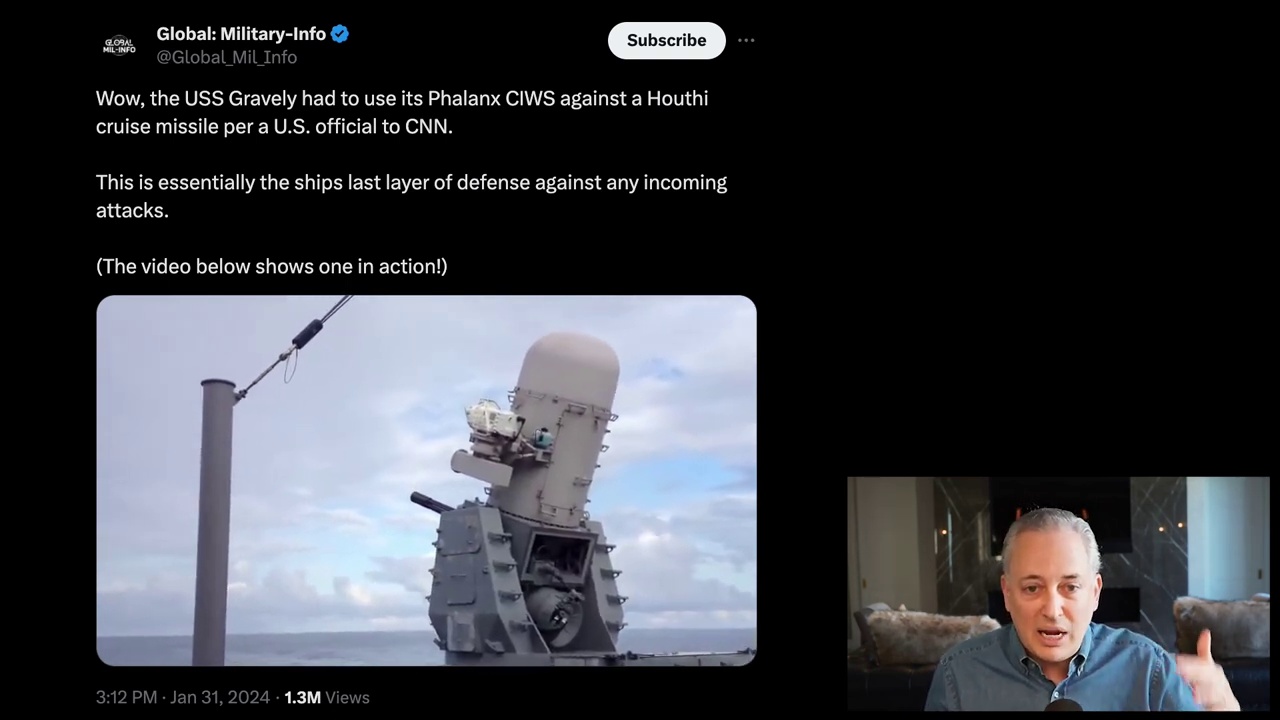 GLOBAL
MIL-INFO
Global: Military-Info
@Global_Mil_Info
Subscribe
Wow, the USS Gravely had to use its Phalanx CIWS against a Houthi
cruise missile per a U.S. official to CNN.
This is essentially the ships last layer of defense against any incoming
attacks.
(The video below shows one in action!)
3:12 PM · Jan 31, 2024 · 1.3M Views